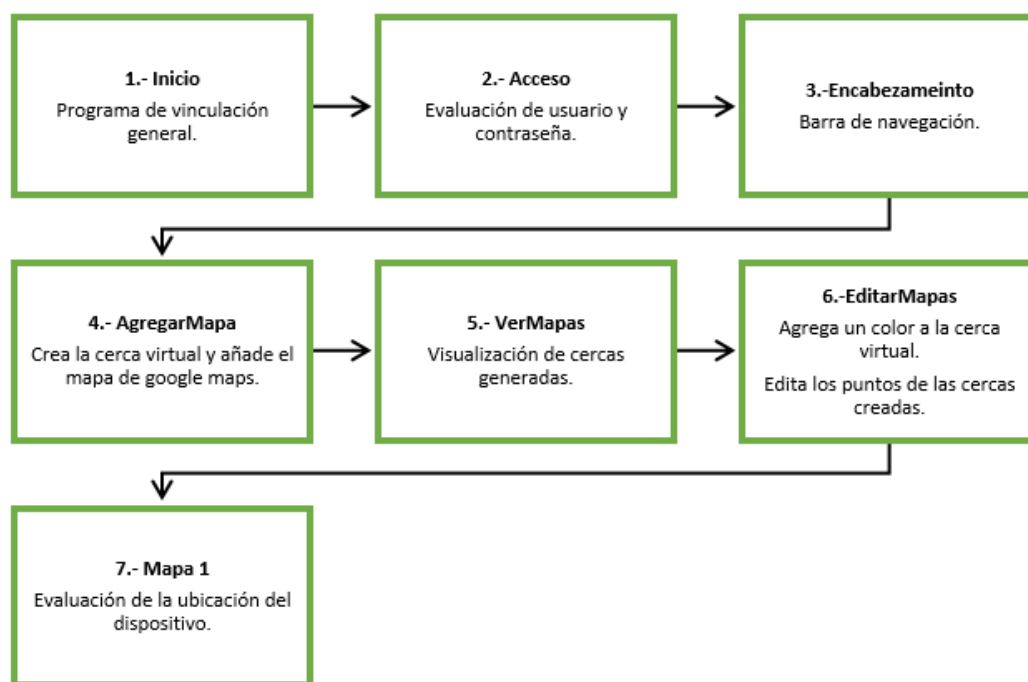 1.- Inicio
Programa de vinculación
general.
2.- Acceso
Evaluación de usuario y
contraseña.
3.-Encabezameinto
Barra de navegación.
4.- AgregarMapa
Crea la cerca virtual y añade el
mapa de google maps.
5.- VerMapas
Visualización de cercas
generadas.
6.-EditarMapas
Agrega un color a la cerca
virtual.
Edita los puntos de las cercas
creadas.
7.- Mapa 1
Evaluación de la ubicación del
dispositivo.